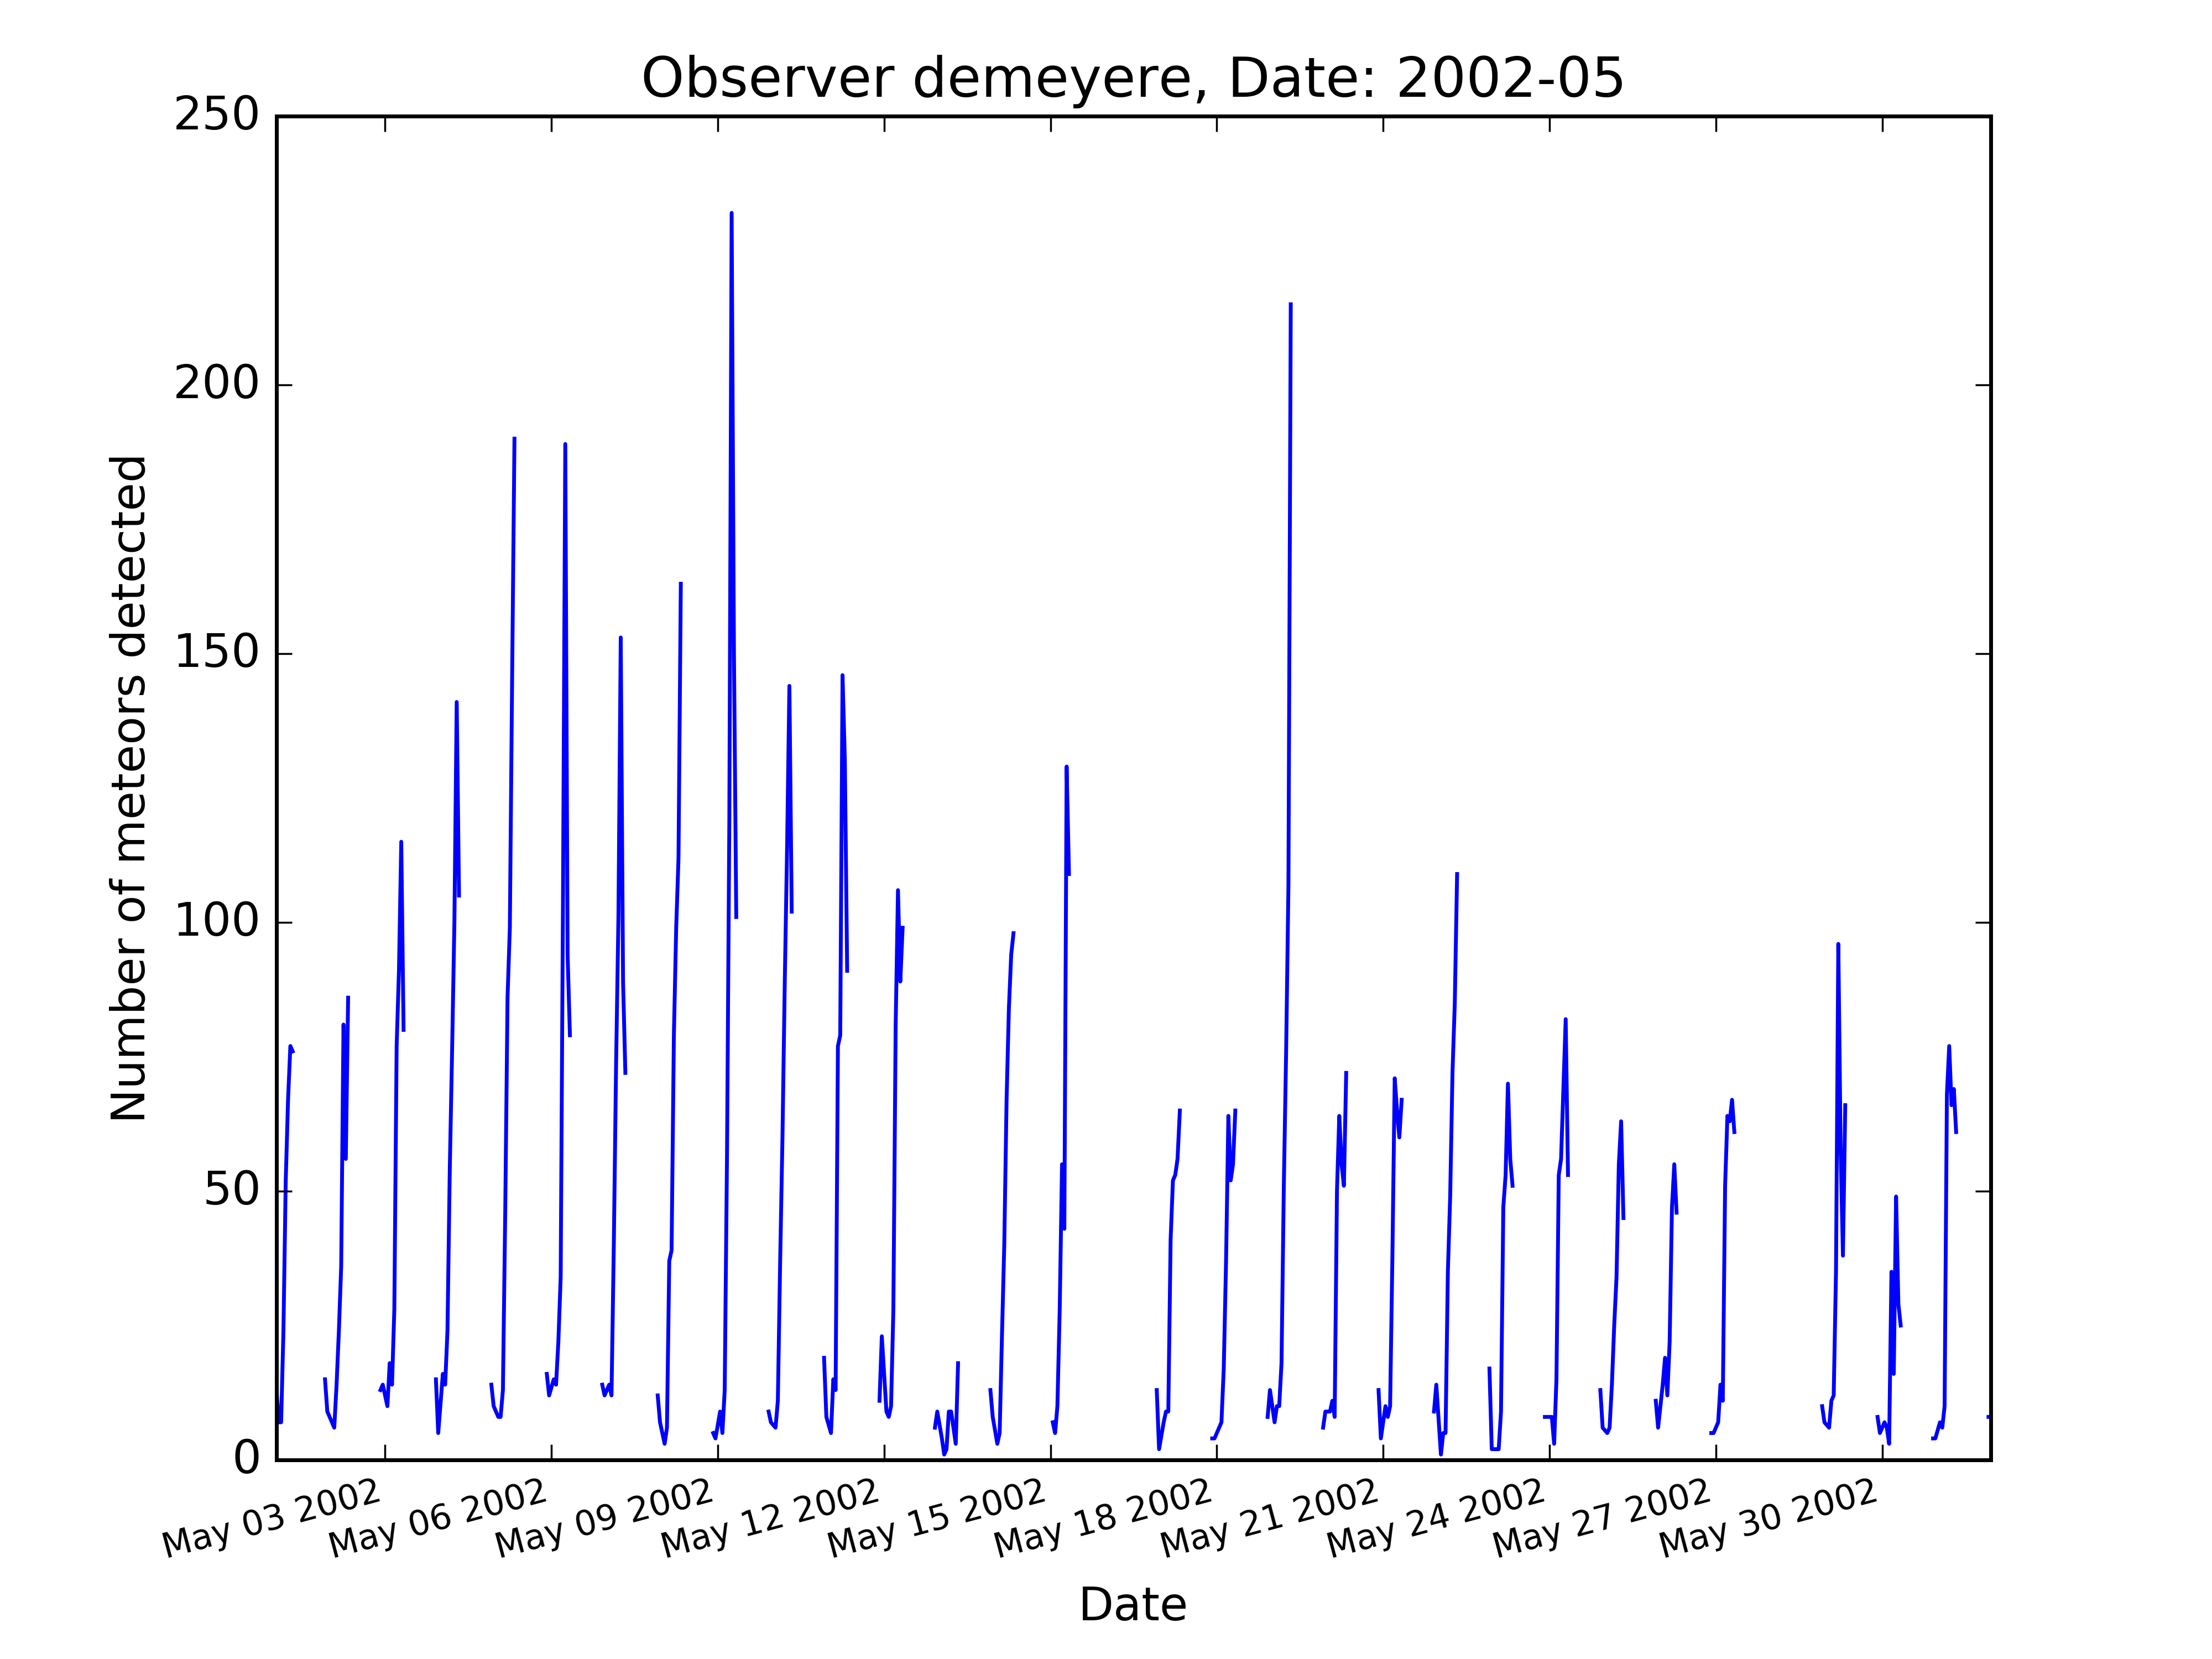 Observer demeyere, Date: 2002-05
Number of meteors detected
250
200
150
100
50
0
May 03 2002
May 06 2002
May 09 2002
May 12 2002
May 15 2002
May 18 2002
May 21 2002
May 24 2002
May 27 2002
May 30 2002
Date